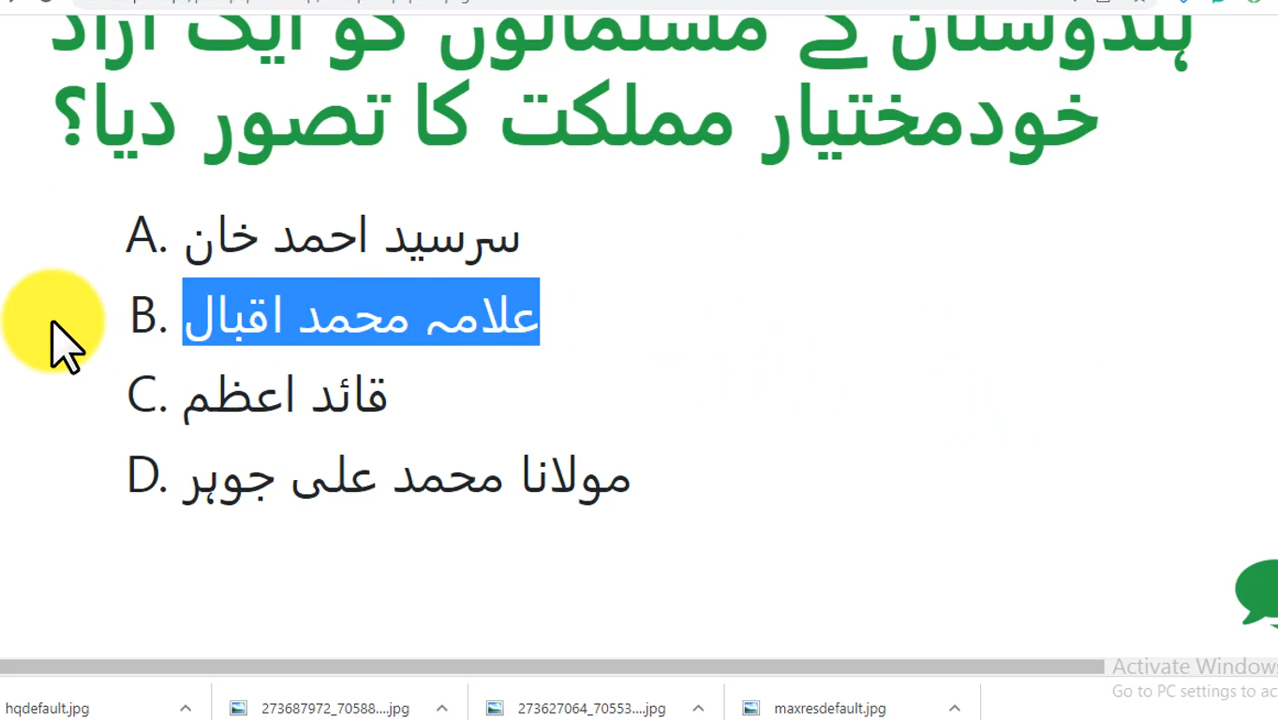 ہندوستان کے مسلمانوں کو ایک آزاد
خودمختیار مملکت کا تصور دیا؟
A. سرسید احمد خان
B. علامہ محمد اقبال
C. قائد اعظم
D. مولانا محمد علی جوہر
Activate Windows
Go to PC settings to ac
hqdefault.jpg
273687972_70588....jpg
273627064_70553....jpg
maxresdefault.jpg